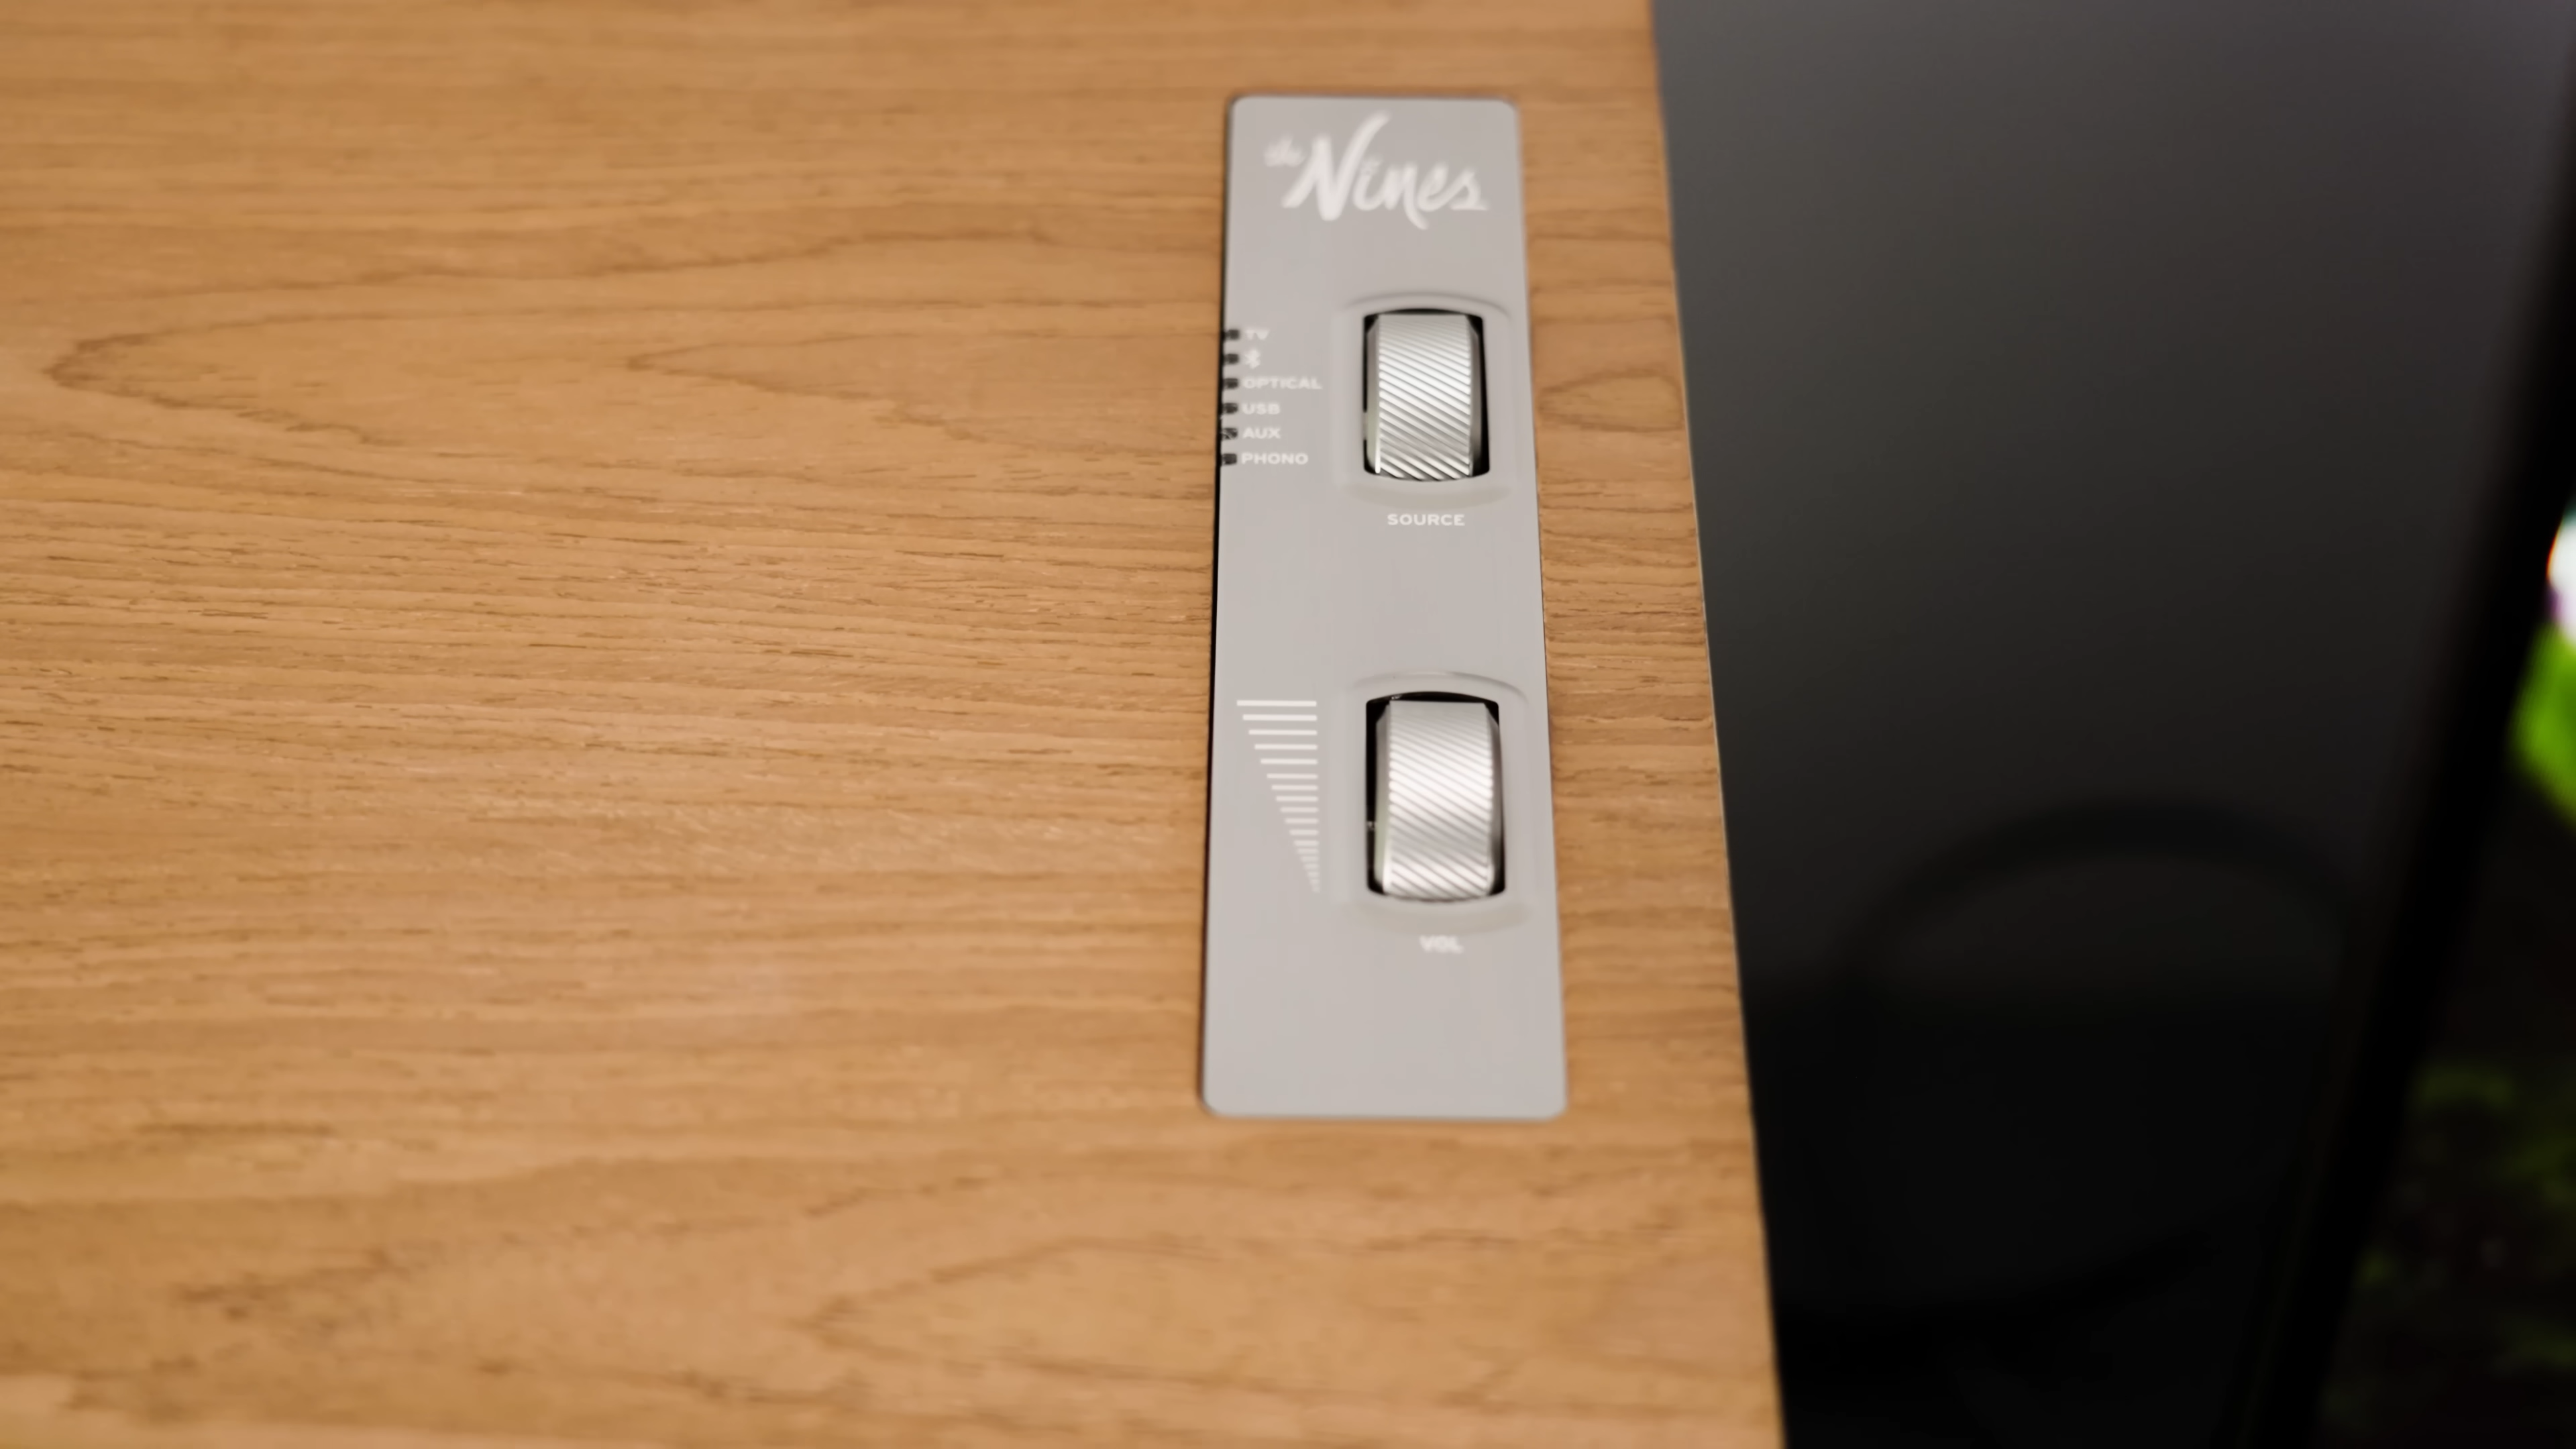 the Nines
TV
OPTICAL
USB
AUX
PHONO
SOURCE
VOL